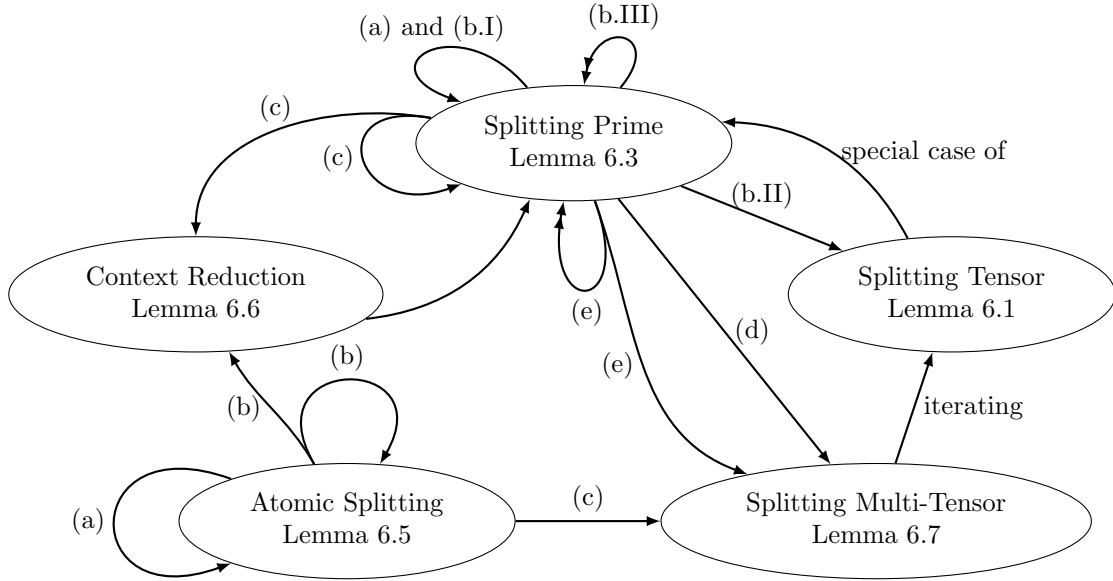 (b.III)
(a) and (b.I)
(c)
Splitting Prime
Lemma 6.3
(c)
special case of
(b.II)
Context Reduction
Lemma 6.6
Splitting Tensor
Lemma 6.1
(e)
(d)
(b)
(e)
(b)
iterating
Atomic Splitting
Lemma 6.5
(c)
Splitting Multi-Tensor
Lemma 6.7
(a)